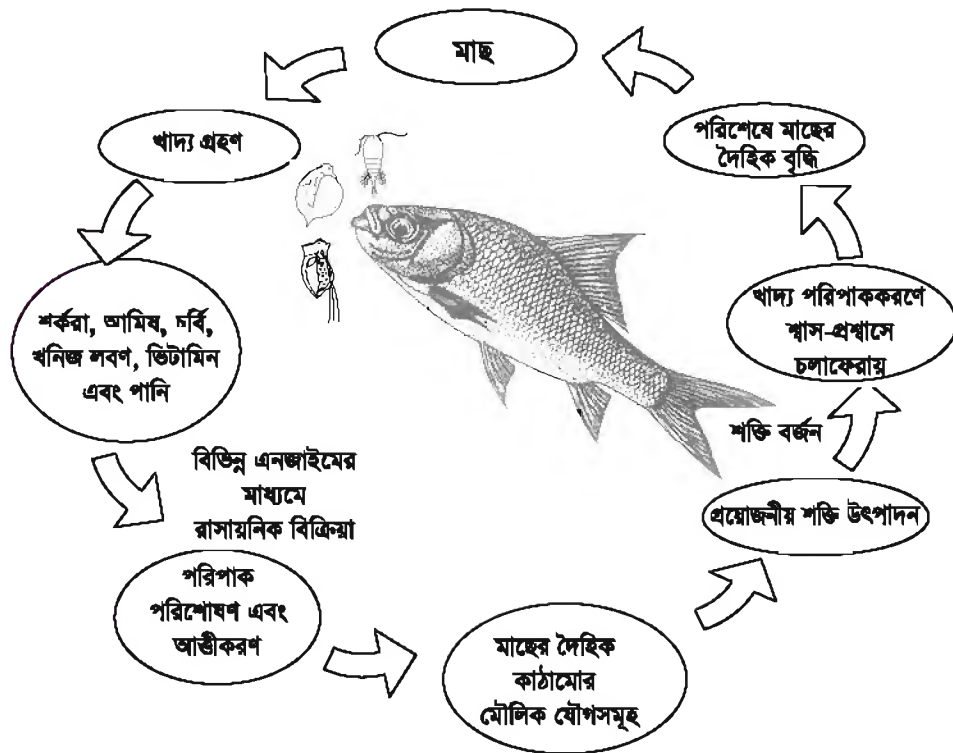 মাছ
খাদ্য গ্রহণ
শর্করা, আমিষ, চর্বি,
খনিজ লবণ, ভিটামিন
এবং পানি
বিভিন্ন এনজাইমের
মাধ্যমে
রাসায়নিক বিক্রিয়া
পরিপাক
পরিশোষণ এবং
আত্তীকরণ
মাছের দৈহিক
কাঠামোর
মৌলিক যৌগসমূহ
প্রয়োজনীয় শক্তি উৎপাদন
শক্তি বর্জন
খাদ্য পরিপাককরণে
শ্বাস-প্রশ্বাসে
চলাফেরায়
পরিশেষে মাছের
দৈহিক বৃদ্ধি